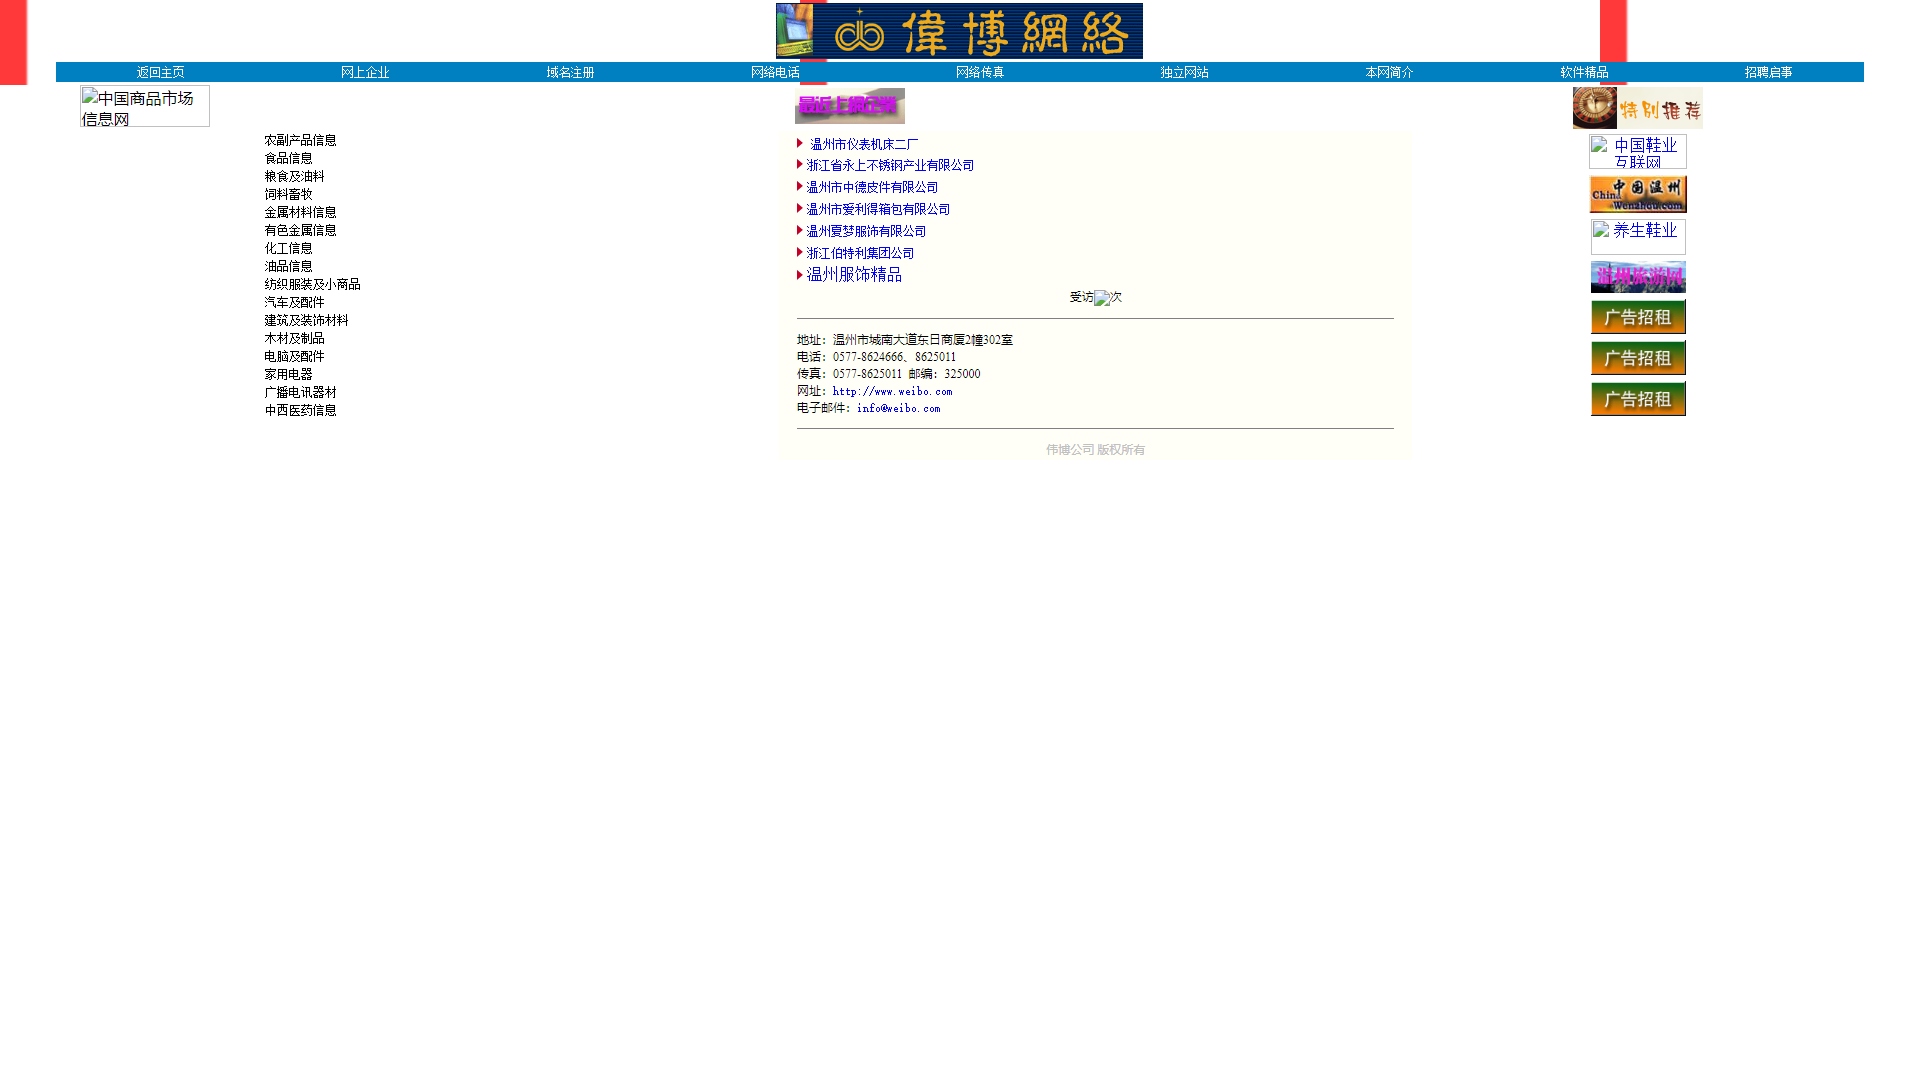 偉博網絡
返回主页 网上企业 域名注册 网络电话 网络传真 独立网站 本网简介 软件精品 招聘启事
中国商品市场
信息网
农副产品信息
食品信息
粮食及油料
饲料畜牧
金属材料信息
有色金属信息
化工信息
油品信息
纺织服装及小商品
汽车及配件
建筑及装饰材料
木材及制品
电脑及配件
家用电器
广播电讯器材
中西医药信息
温州市仪表机床二厂
浙江省永上不锈钢产业有限公司
温州市中德皮件有限公司
温州市爱利得箱包有限公司
温州夏梦服饰有限公司
浙江伯特利集团公司
温州服饰精品
受访次
地址: 温州市城南大道东日商厦2幢302室
电话: 0577-8624666、8625011
传真: 0577-8625011 邮编: 325000
网址: http://www.weibo.com
电子邮件: info@weibo.com
伟博公司 版权所有
特别推荐
中国鞋业
互联网
中国温州
China Wenzhou.com
养生鞋业
温州旅游网
广告招租
广告招租
广告招租